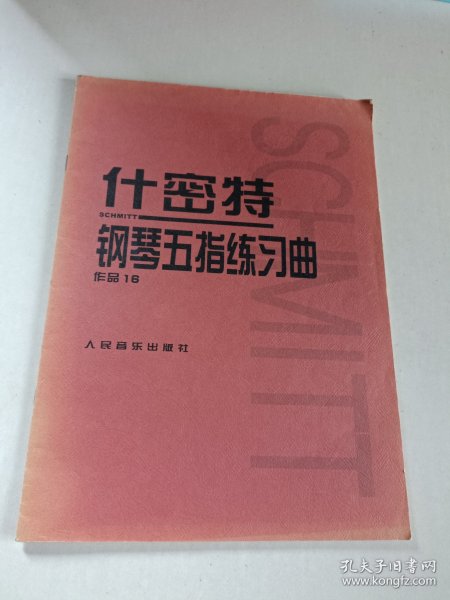 SCHMITT
什密特
SCHMITT
钢琴五指练习曲
作品16
人民音乐出版社
孔夫子旧书网
www.kongfz.com